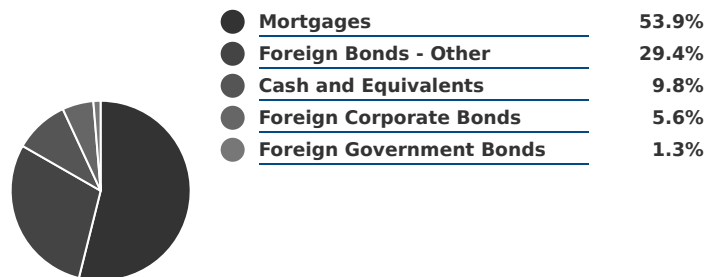 Mortgages 53.9%
Foreign Bonds - Other 29.4%
Cash and Equivalents 9.8%
Foreign Corporate Bonds 5.6%
Foreign Government Bonds 1.3%